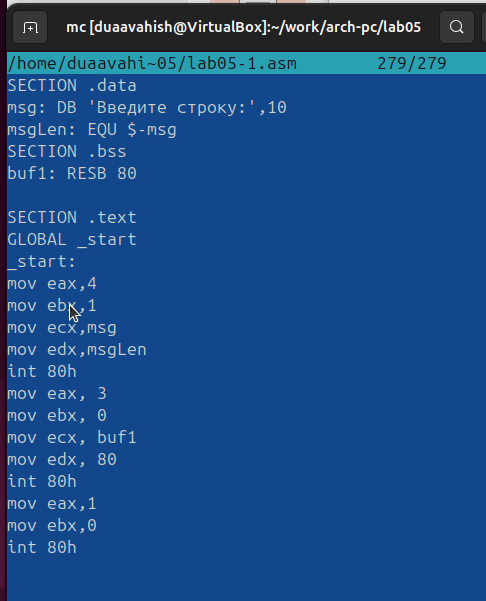 mc [duaavahish@VirtualBox]:~/work/arch-pc/lab05
/home/duaavahi~05/lab05-1.asm 279/279
SECTION .data
msg: DB 'Введите строку:',10
msgLen: EQU $-msg
SECTION .bss
buf1: RESB 80
SECTION .text
GLOBAL _start
_start:
mov eax,4
mov ebx,1
mov ecx,msg
mov edx,msgLen
int 80h
mov eax, 3
mov ebx, 0
mov ecx, buf1
mov edx, 80
int 80h
mov eax,1
mov ebx,0
int 80h